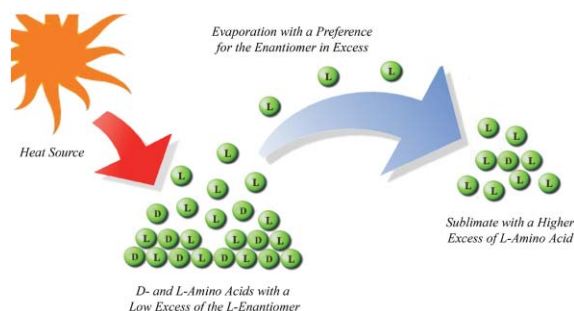 Evaporation with a Preference
for the Enantiomer in Excess
L L
L
L
Heat Source
L L L
D L L D L
L D L L D L
D L D L D L D L
D- and L-Amino Acids with a
Low Excess of the L-Enantiomer
L L
L D L
L L L L
Sublimate with a Higher
Excess of L-Amino Acid